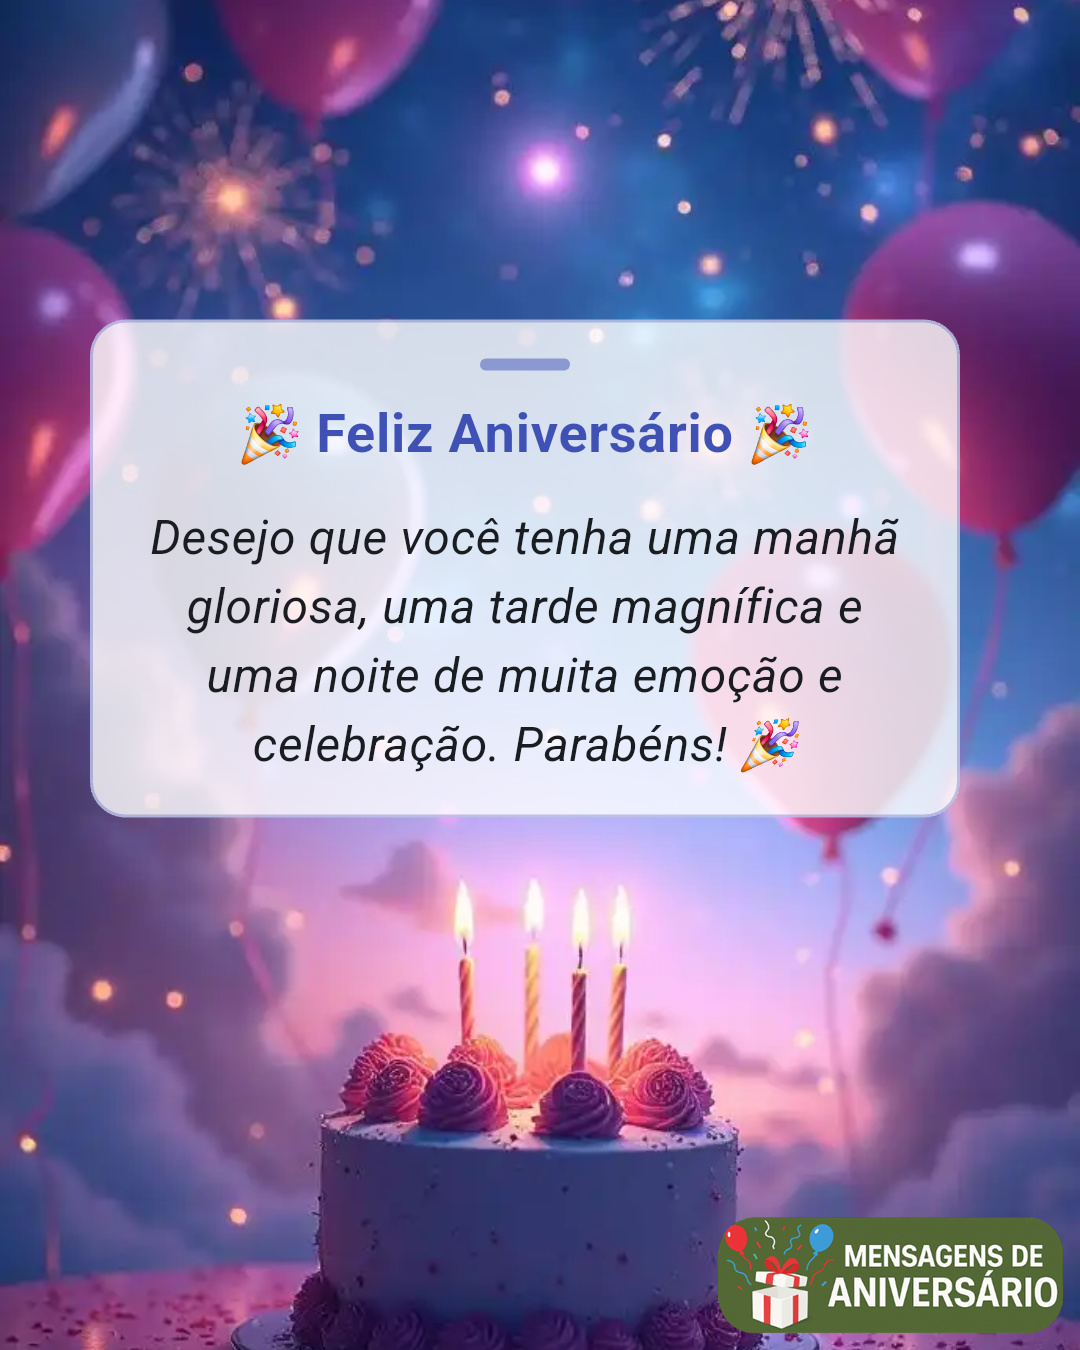 🎉 Feliz Aniversário 🎉
Desejo que você tenha uma manhã
gloriosa, uma tarde magnífica e
uma noite de muita emoção e
celebração. Parabéns! 🎉
MENSAGENS DE
ANIVERSÁRIO